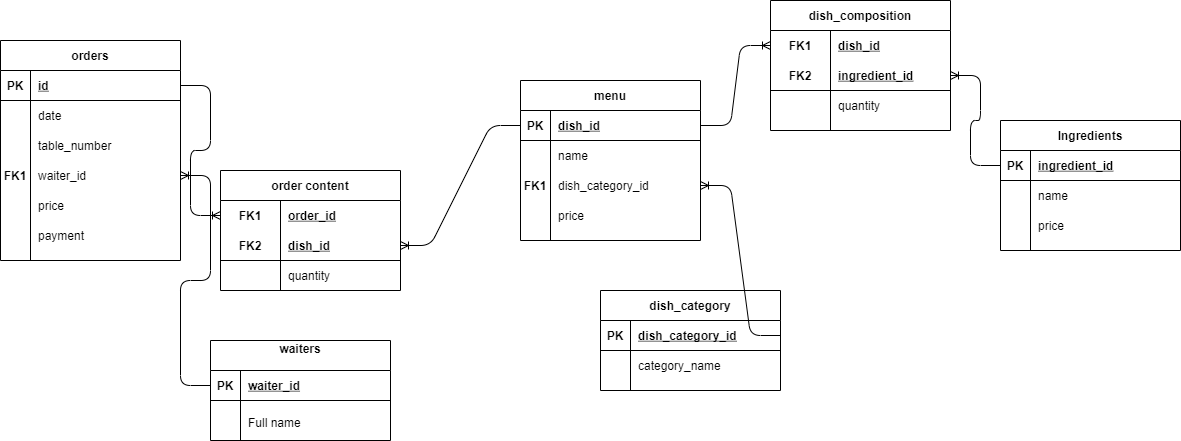 orders
PK id
date
table_number
FK1 waiter_id
price
payment
order content
FK1 order_id
FK2 dish_id
quantity
waiters
PK waiter_id
Full name
menu
PK dish_id
name
FK1 dish_category_id
price
dish_category
PK dish_category_id
category_name
dish_composition
FK1 dish_id
FK2 ingredient_id
quantity
Ingredients
PK ingredient_id
name
price